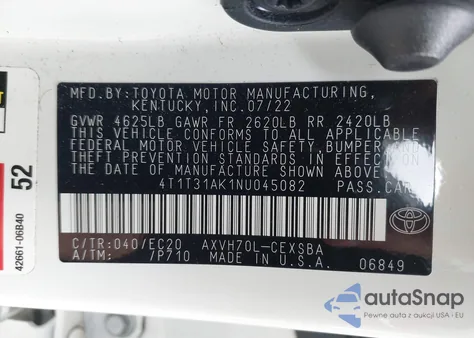 MFD.BY:TOYOTA MOTOR MANUFACTURING,
KENTUCKY,INC.07/22
GVWR 4625LB GAWR FR 2620LB RR 2420LB
THIS VEHICLE CONFORMS TO ALL APPLICABLE
FEDERAL MOTOR VEHICLE SAFETY, BUMPER, AND
THEFT PREVENTION STANDARDS IN EFFECT ON
THE DATE OF MANUFACTURE SHOWN ABOVE.
4T1T31AK1NU045082 PASS.CAR
C/TR:040/EC20 AXVH70L-CEXSBA
A/TM: /P710 MADE IN U.S.A. 06849
52
42661-06B40
autoSnap
Pewne auta z aukcji USA - EU